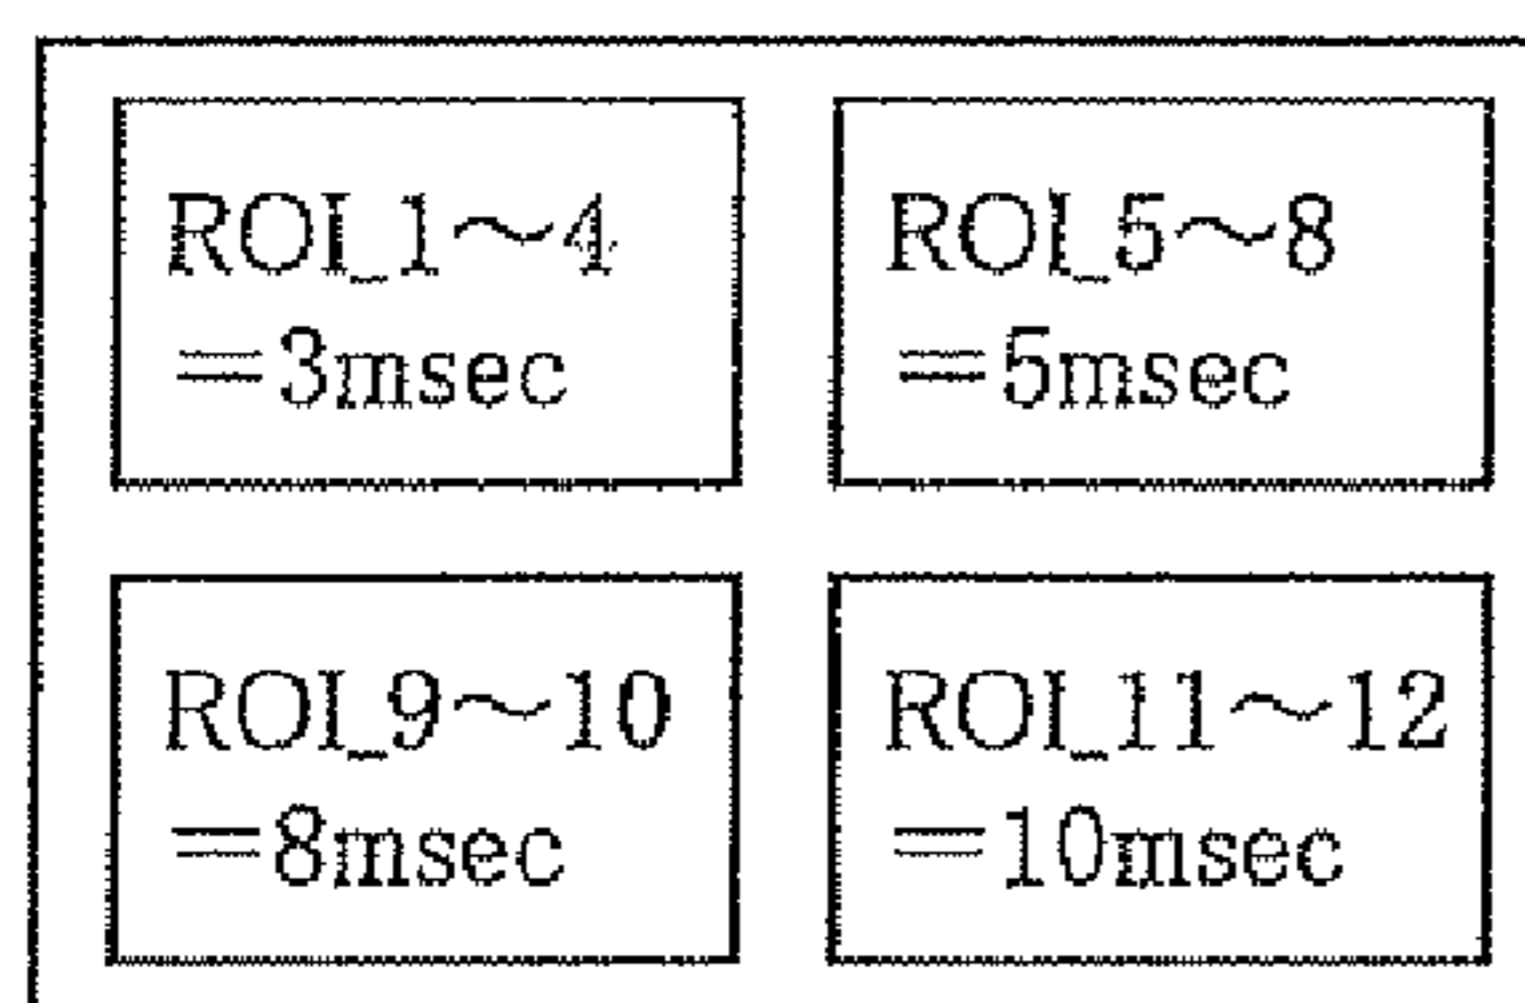 ROI_1～4
＝3msec
ROI_5～8
＝5msec
ROI_9～10
＝8msec
ROI_11～12
＝10msec